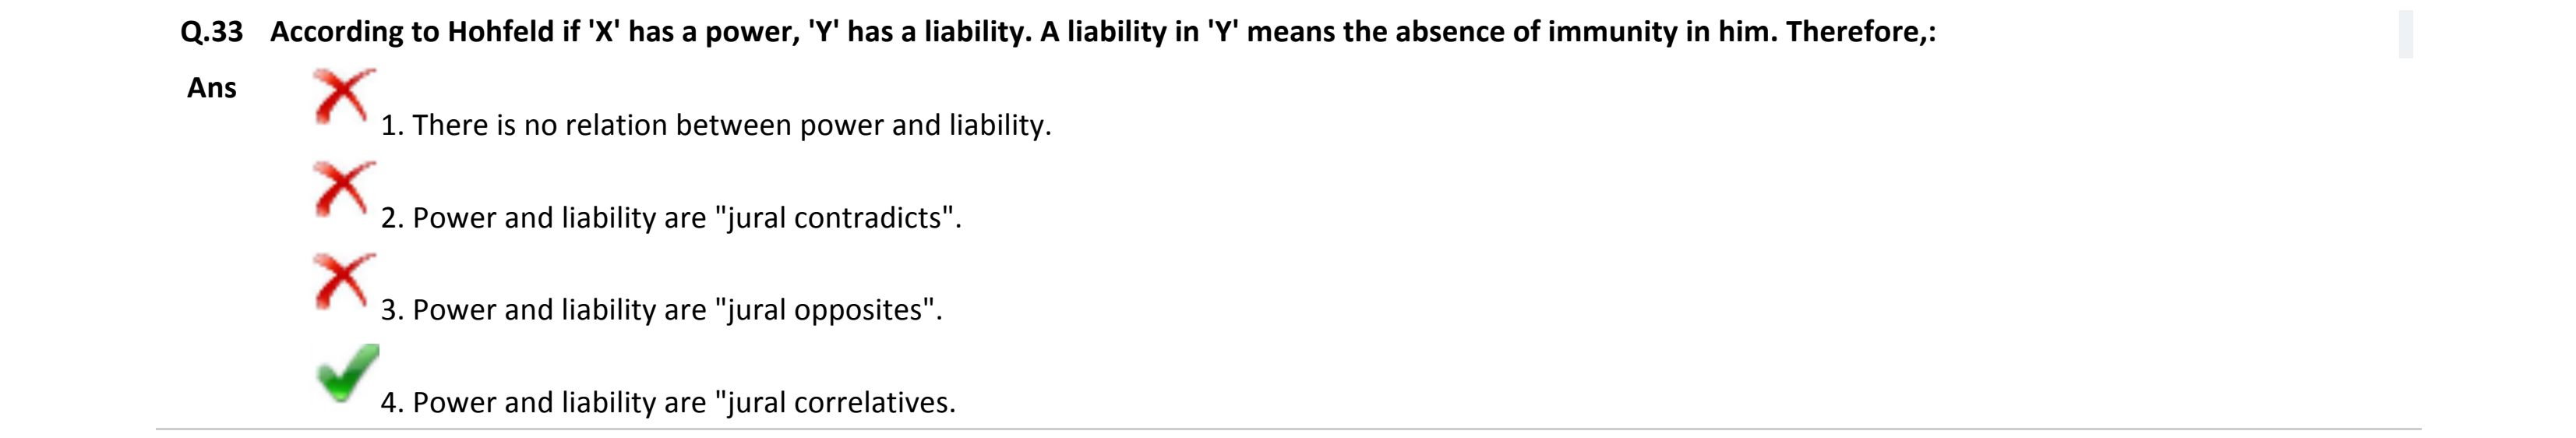 Q.33 According to Hohfeld if 'X' has a power, 'Y' has a liability. A liability in 'Y' means the absence of immunity in him. Therefore,:
Ans
1. There is no relation between power and liability.
2. Power and liability are "jural contradicts".
3. Power and liability are "jural opposites".
4. Power and liability are "jural correlatives.